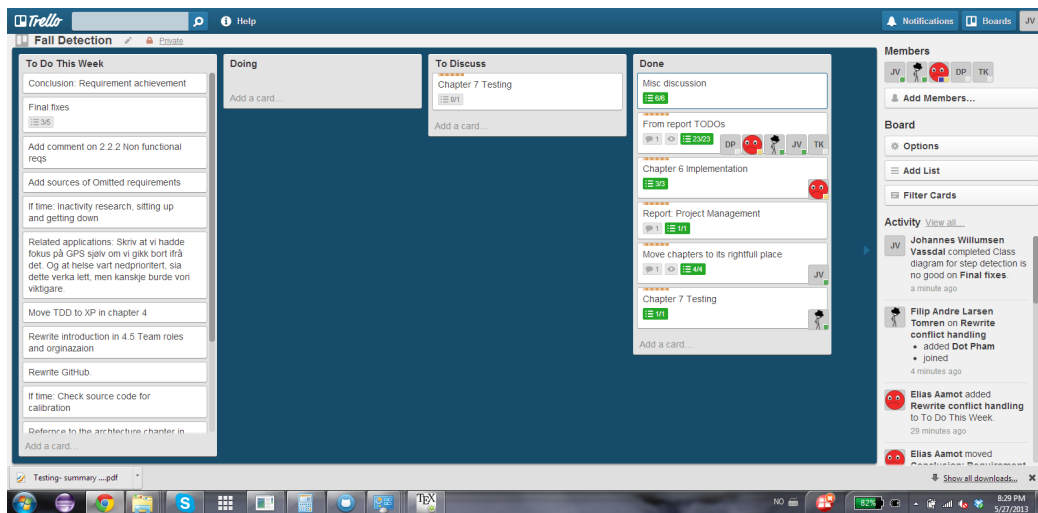 Trello
Help
Notifications
Boards
JV
Fall Detection
Private
To Do This Week
Conclusion: Requirement achievement
Final fixes
3/5
Add comment on 2.2.2 Non functional
reqs
Add sources of Omitted requirements
If time: Inactivity research, sitting up
and getting down
Related applications: Skriv at vi hadde
fokus på GPS sjølv om vi gikk bort ifrå
det. Og at helse vart nedprioritert, sia
dette verka lett, men kanskje burde vori
viktigare.
Move TDD to XP in chapter 4
Rewrite introduction in 4.5 Team roles
and orginazaion
Rewrite GitHub.
If time: Check source code for
calibration
Refernce to the archtecture chapter in
Add a card...
Doing
Add a card...
To Discuss
Chapter 7 Testing
0/1
Add a card...
Done
Misc discussion
6/6
From report TODOs
1
23/23
DP
JV
TK
Chapter 6 Implementation
3/3
Report: Project Management
1
1/1
Move chapters to its rightful place
1
4/4
JV
Chapter 7 Testing
1/1
Add a card...
Members
JV
DP
TK
Add Members...
Board
Options
Add List
Filter Cards
Activity View all...
JV
Johannes Willumsen
Vassdal completed Class
diagram for step detection is
no good on Final fixes.
a minute ago
Filip Andre Larsen
Tomren on Rewrite
conflict handling
• added Dot Pham
• joined
4 minutes ago
Elias Aamot added
Rewrite conflict handling
to To Do This Week.
29 minutes ago
Elias Aamot moved
Conclusion: Requirement
Testing- summary ....pdf
Show all downloads...
S
TEX
NO
82%
8:29 PM
5/27/2013